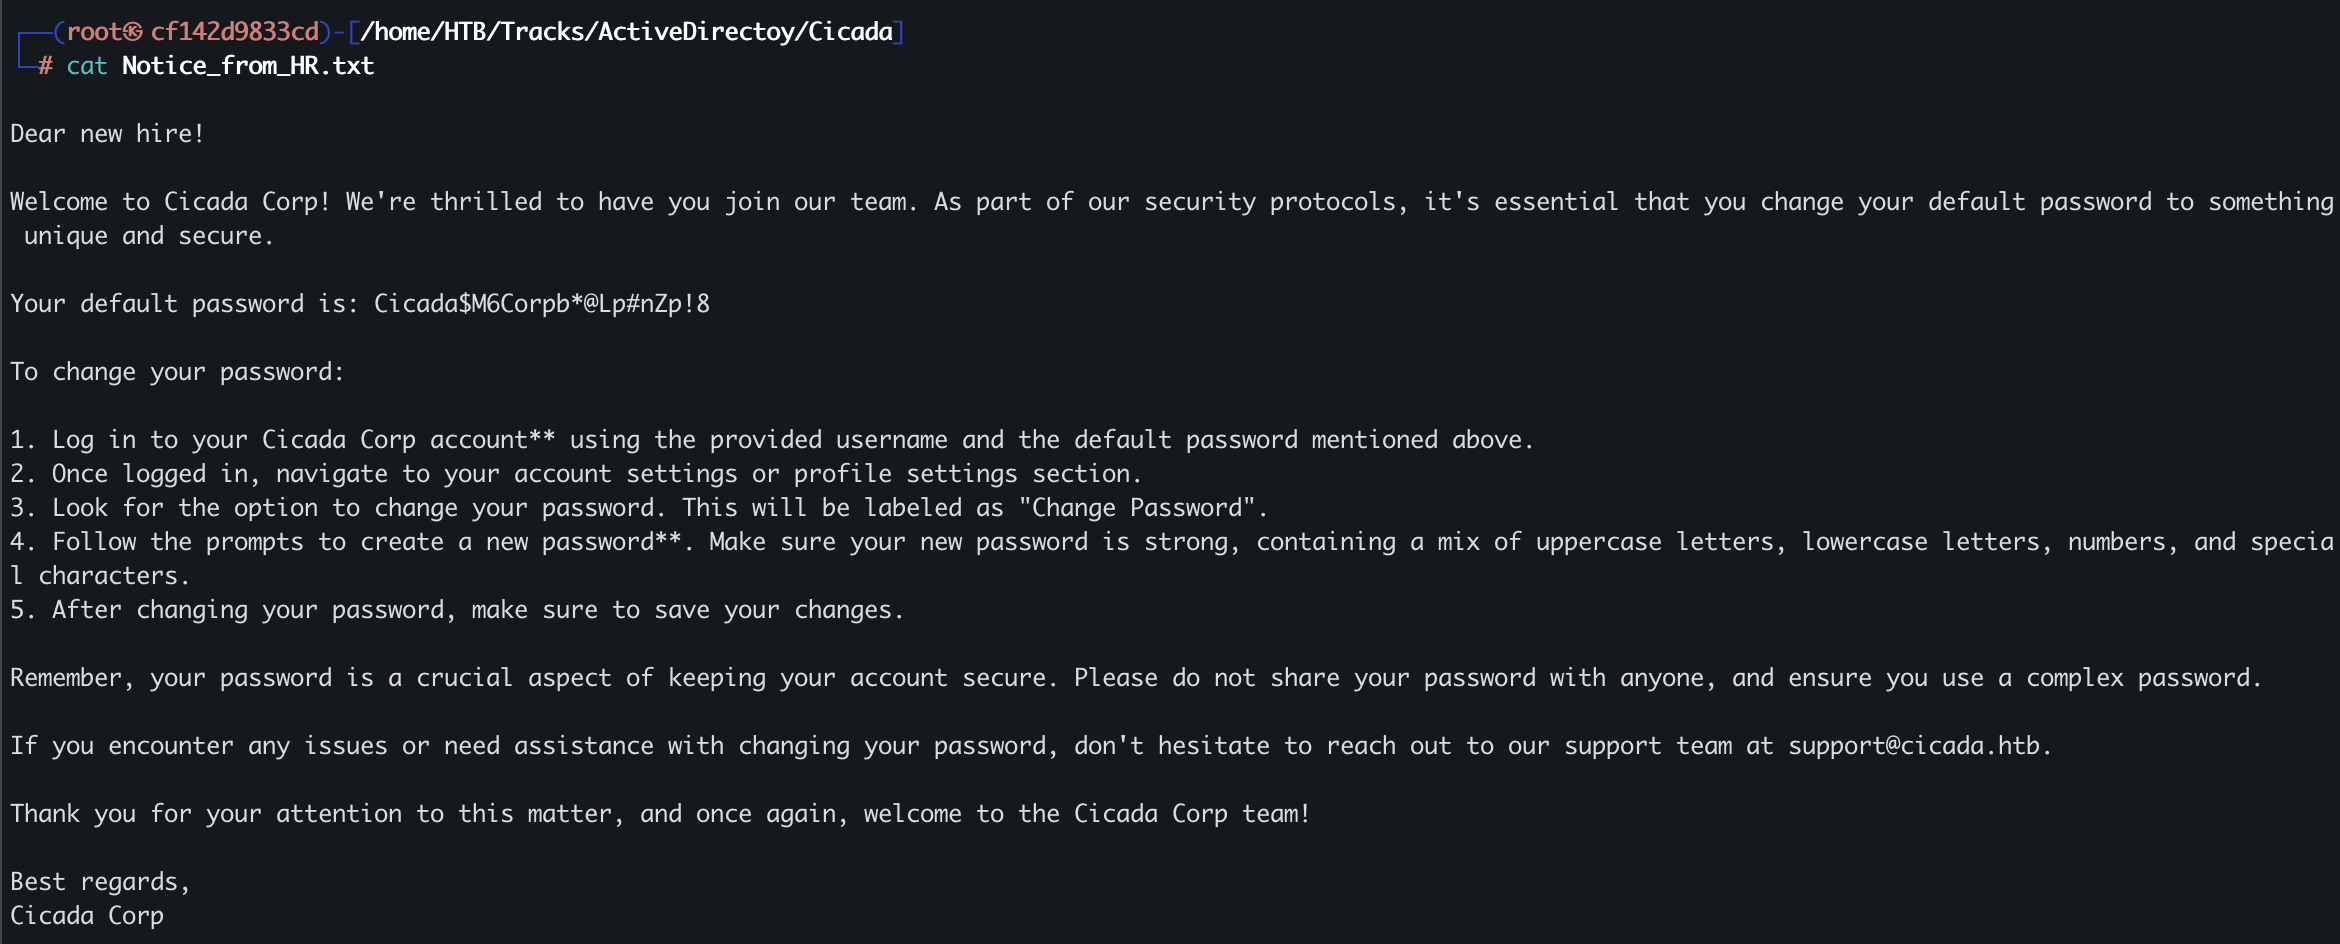 (root㉿cf142d9833cd)-[/home/HTB/Tracks/ActiveDirectoy/Cicada]
# cat Notice_from_HR.txt
Dear new hire!
Welcome to Cicada Corp! We're thrilled to have you join our team. As part of our security protocols, it's essential that you change your default password to something
unique and secure.
Your default password is: Cicada$M6Corpb*@Lp#nZp!8
To change your password:
1. Log in to your Cicada Corp account** using the provided username and the default password mentioned above.
2. Once logged in, navigate to your account settings or profile settings section.
3. Look for the option to change your password. This will be labeled as "Change Password".
4. Follow the prompts to create a new password**. Make sure your new password is strong, containing a mix of uppercase letters, lowercase letters, numbers, and specia
l characters.
5. After changing your password, make sure to save your changes.
Remember, your password is a crucial aspect of keeping your account secure. Please do not share your password with anyone, and ensure you use a complex password.
If you encounter any issues or need assistance with changing your password, don't hesitate to reach out to our support team at support@cicada.htb.
Thank you for your attention to this matter, and once again, welcome to the Cicada Corp team!
Best regards,
Cicada Corp